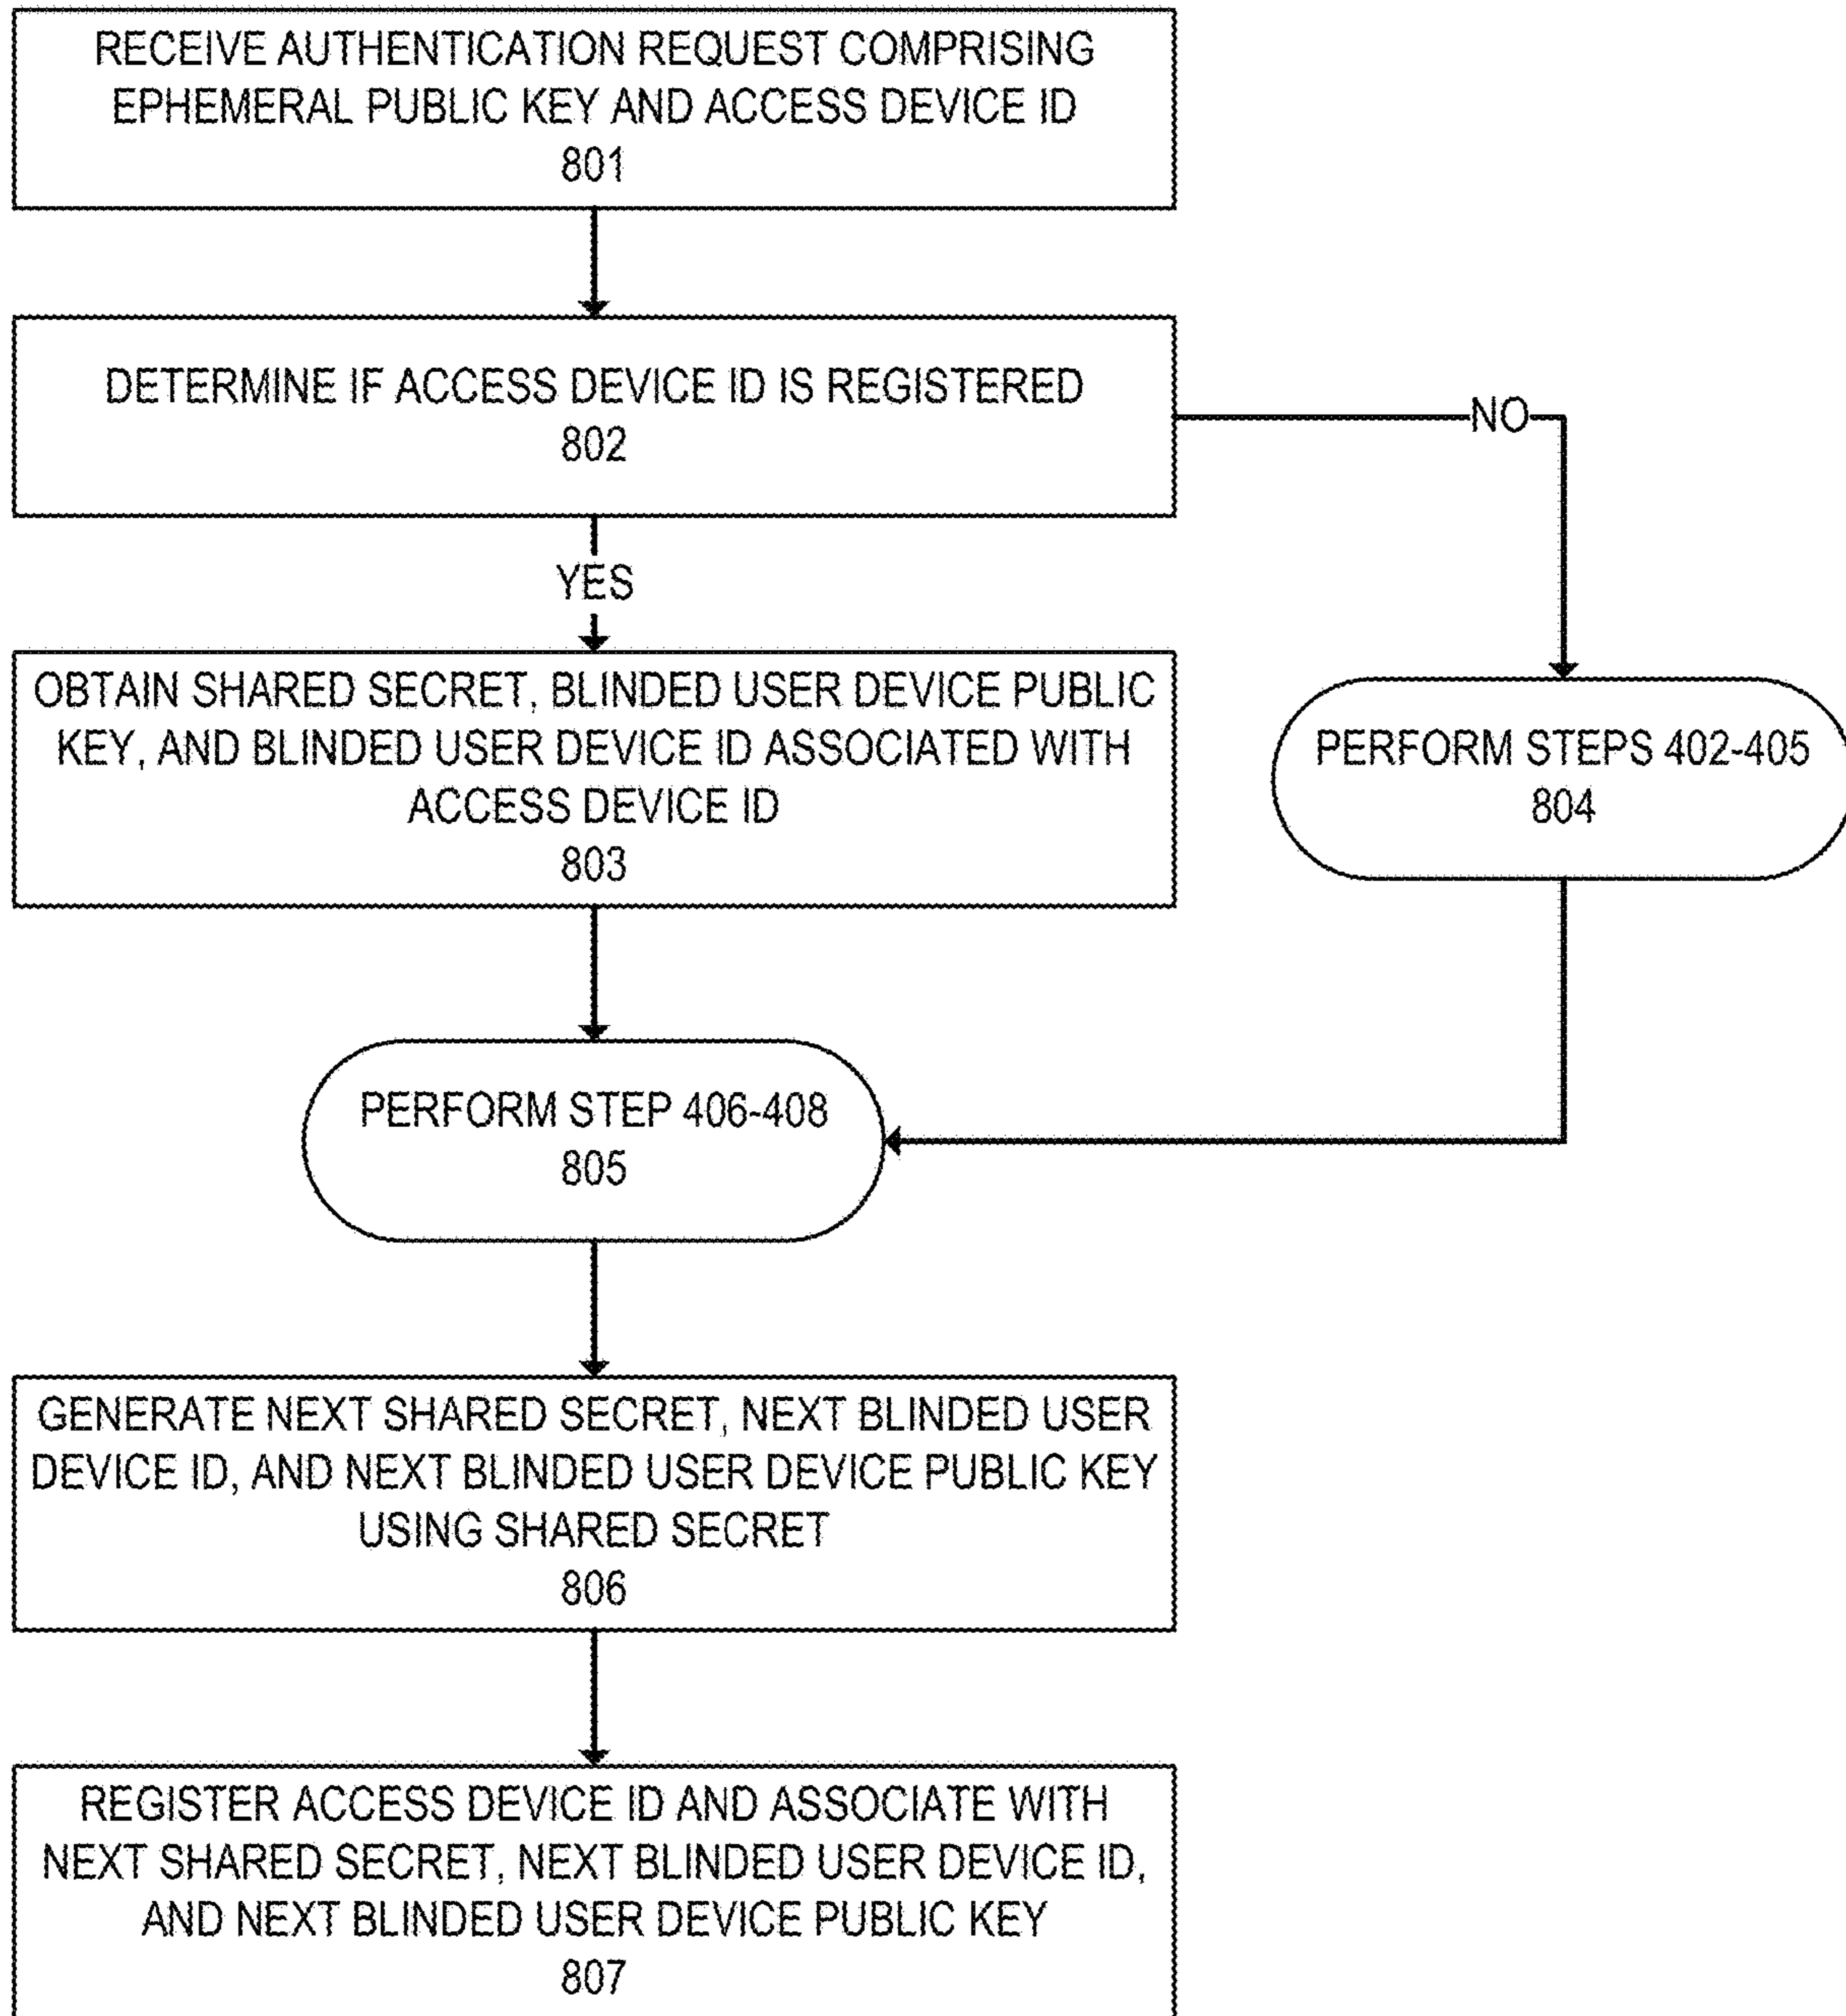 RECEIVE AUTHENTICATION REQUEST COMPRISING
EPHEMERAL PUBLIC KEY AND ACCESS DEVICE ID
801
DETERMINE IF ACCESS DEVICE ID IS REGISTERED
802
NO
YES
OBTAIN SHARED SECRET, BLINDED USER DEVICE PUBLIC
KEY, AND BLINDED USER DEVICE ID ASSOCIATED WITH
ACCESS DEVICE ID
803
PERFORM STEPS 402-405
804
PERFORM STEP 406-408
805
GENERATE NEXT SHARED SECRET, NEXT BLINDED USER
DEVICE ID, AND NEXT BLINDED USER DEVICE PUBLIC KEY
USING SHARED SECRET
806
REGISTER ACCESS DEVICE ID AND ASSOCIATE WITH
NEXT SHARED SECRET, NEXT BLINDED USER DEVICE ID,
AND NEXT BLINDED USER DEVICE PUBLIC KEY
807